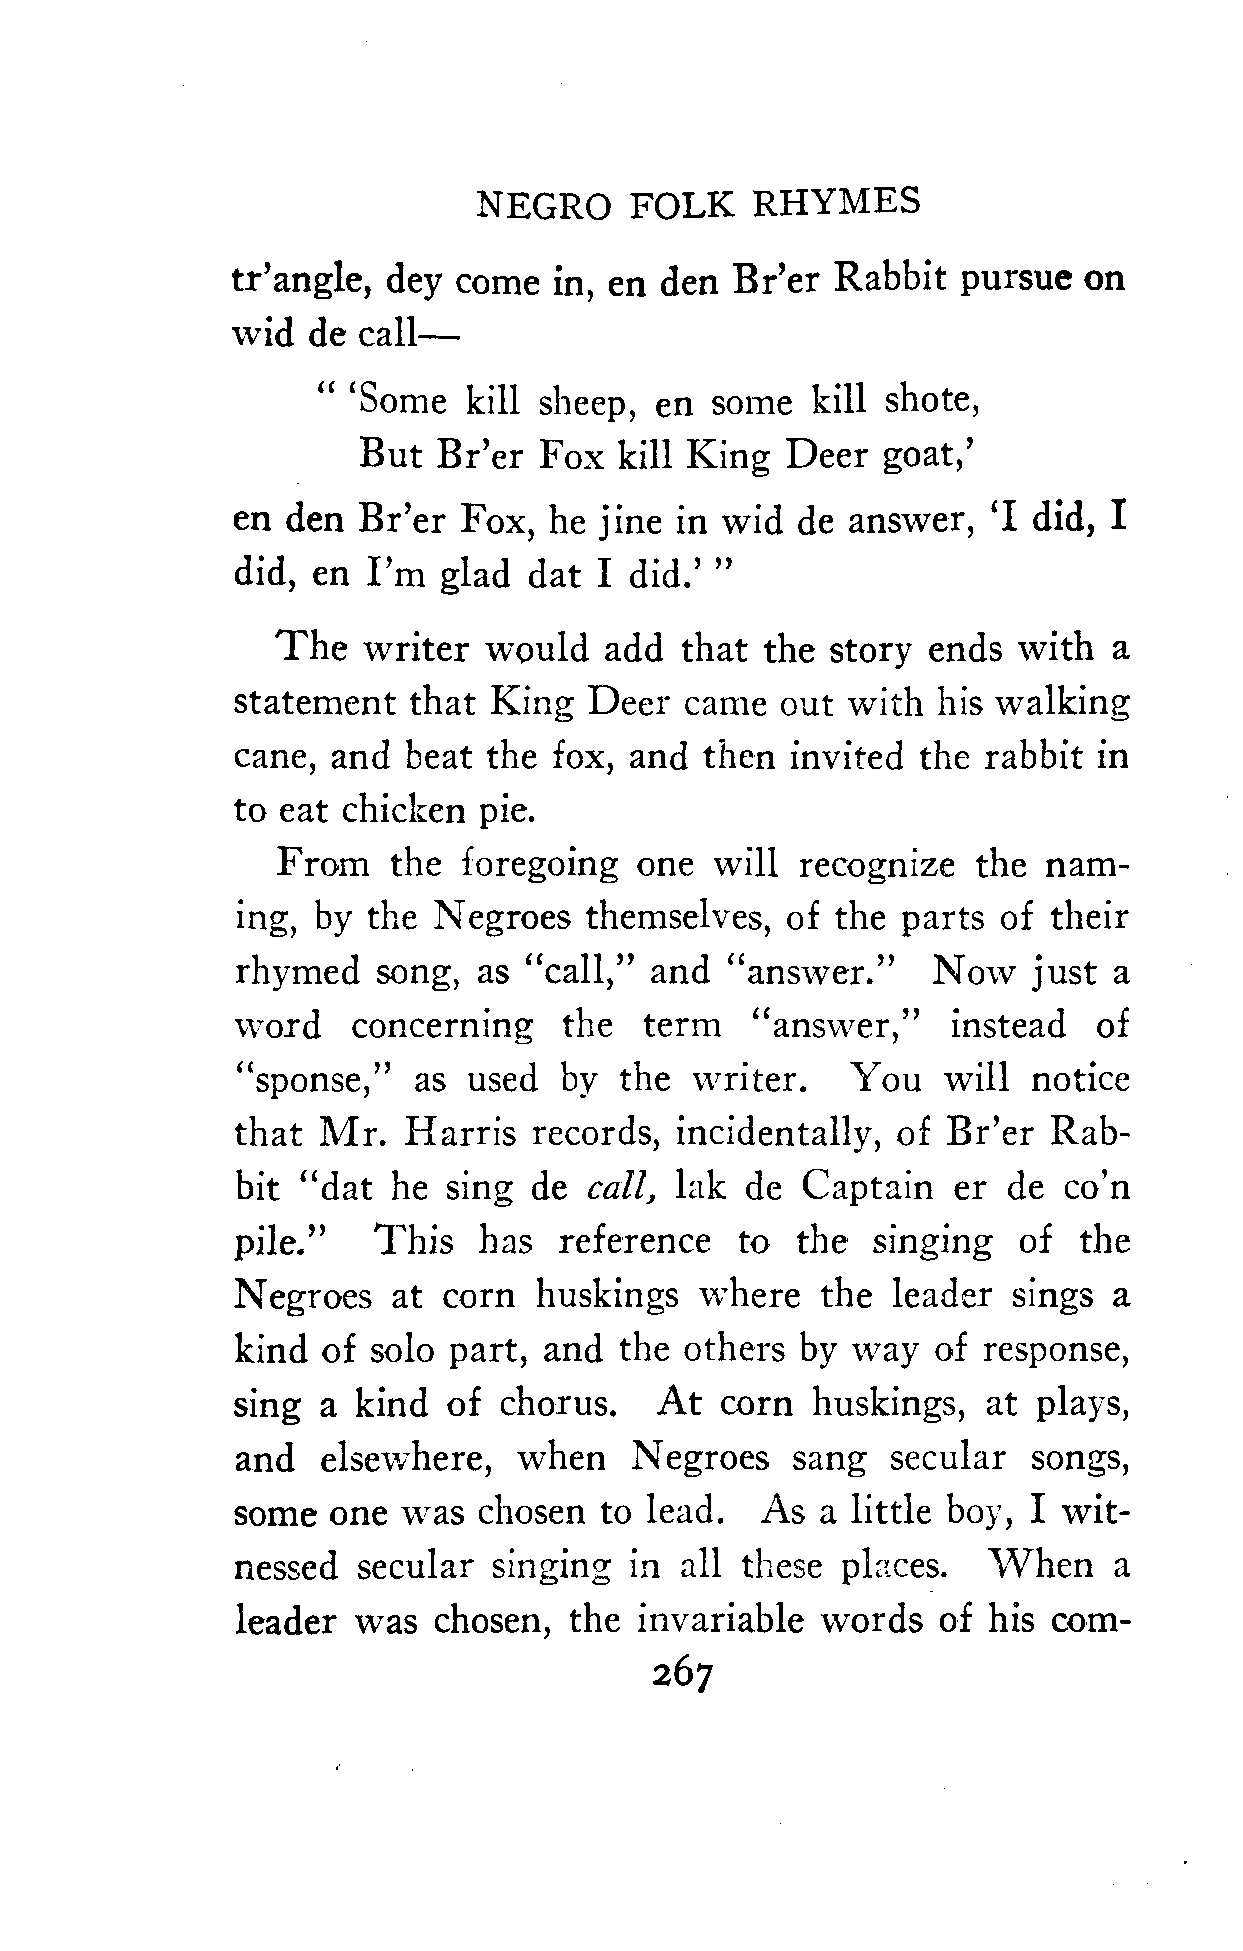 NEGRO FOLK RHYMES
tr'angle, dey come in, en den Br'er Rabbit pursue on
wid de call—
" 'Some kill sheep, en some kill shote,
But Br'er Fox kill King Deer goat,'
en den Br'er Fox, he jine in wid de answer, 'I did, I
did, en I'm glad dat I did.' "
The writer would add that the story ends with a
statement that King Deer came out with his walking
cane, and beat the fox, and then invited the rabbit in
to eat chicken pie.
From the foregoing one will recognize the nam-
ing, by the Negroes themselves, of the parts of their
rhymed song, as "call," and "answer." Now just a
word concerning the term "answer," instead of
"sponse," as used by the writer. You will notice
that Mr. Harris records, incidentally, of Br'er Rab-
bit "dat he sing de call, lak de Captain er de co'n
pile." This has reference to the singing of the
Negroes at corn huskings where the leader sings a
kind of solo part, and the others by way of response,
sing a kind of chorus. At corn huskings, at plays,
and elsewhere, when Negroes sang secular songs,
some one was chosen to lead. As a little boy, I wit-
nessed secular singing in all these places. When a
leader was chosen, the invariable words of his com-
267